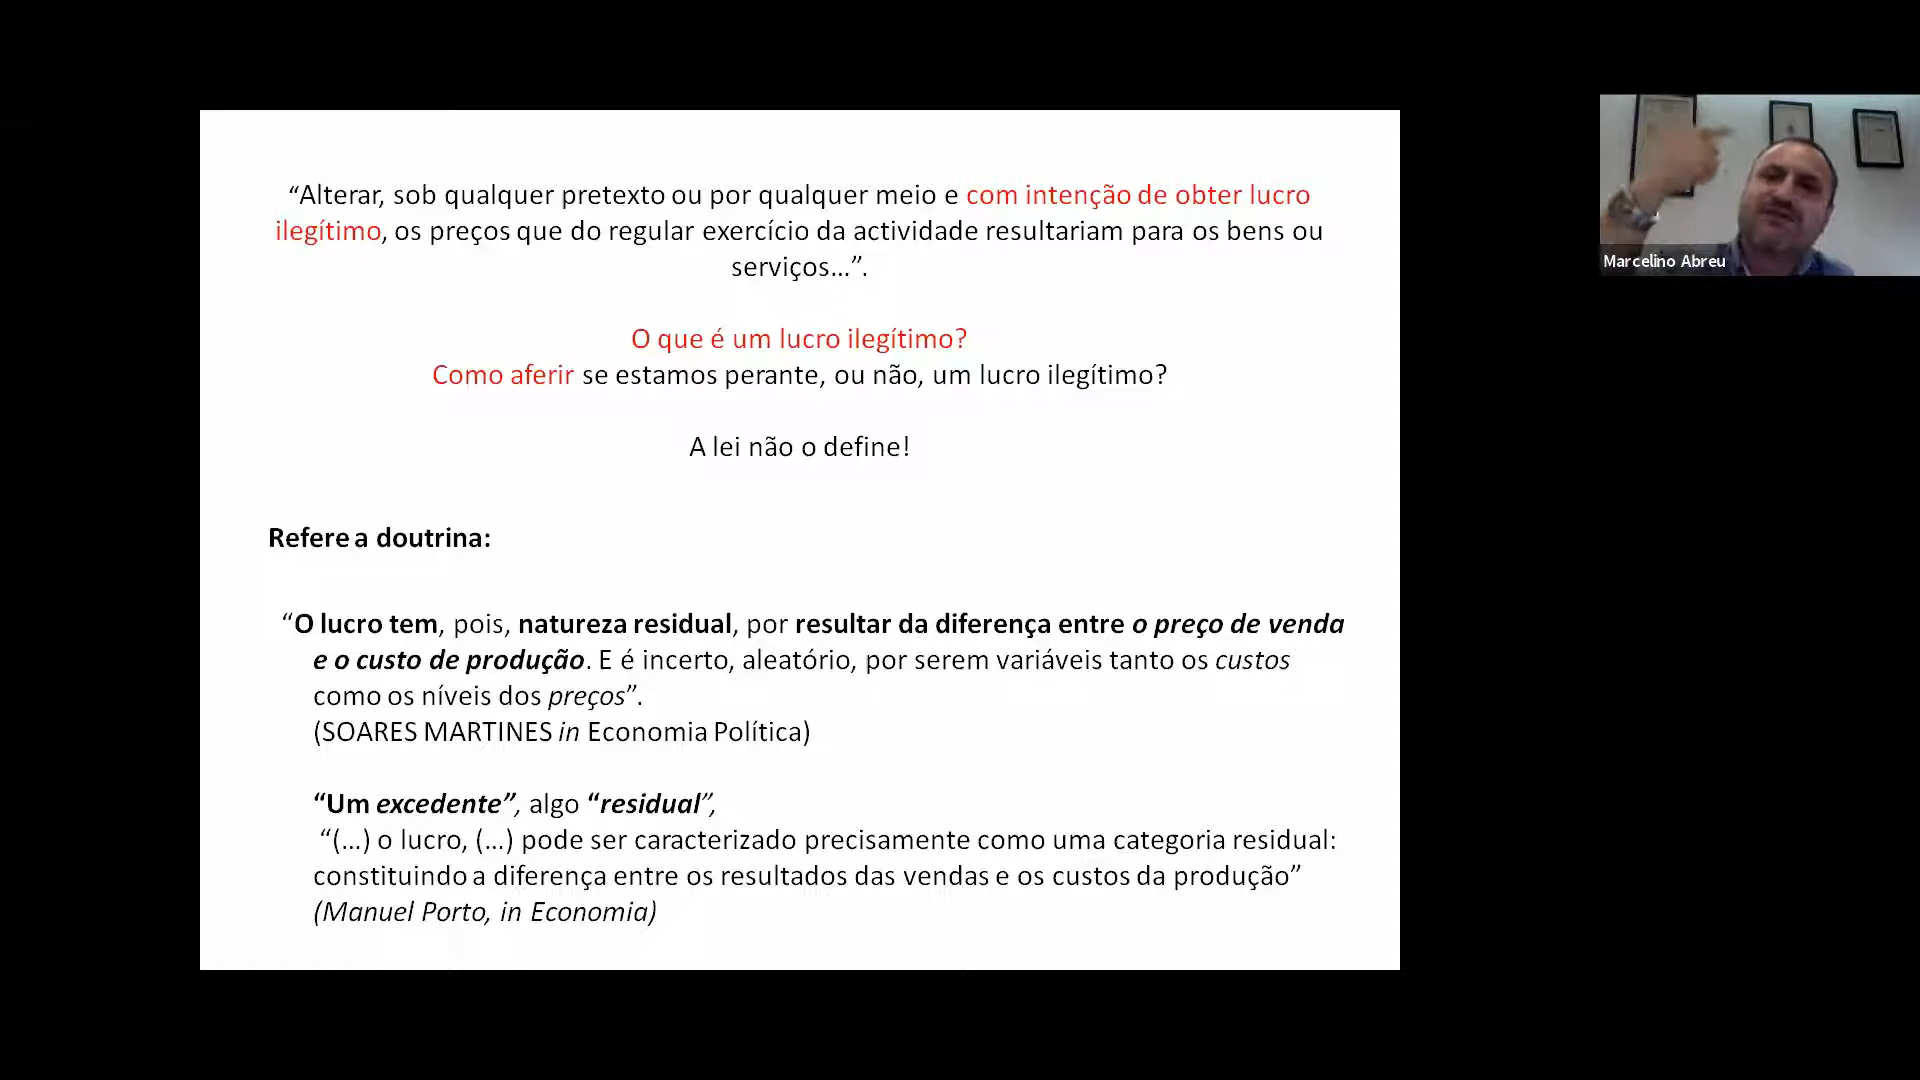 “Alterar, sob qualquer pretexto ou por qualquer meio e com intenção de obter lucro
ilegítimo, os preços que do regular exercício da actividade resultariam para os bens ou
serviços…”.
O que é um lucro ilegítimo?
Como aferir se estamos perante, ou não, um lucro ilegítimo?
A lei não o define!
Refere a doutrina:
“O lucro tem, pois, natureza residual, por resultar da diferença entre o preço de venda
e o custo de produção. E é incerto, aleatório, por serem variáveis tanto os custos
como os níveis dos preços”.
(SOARES MARTINES in Economia Política)
“Um excedente”, algo “residual”,
“(…) o lucro, (…) pode ser caracterizado precisamente como uma categoria residual:
constituindo a diferença entre os resultados das vendas e os custos da produção”
(Manuel Porto, in Economia)
Marcelino Abreu